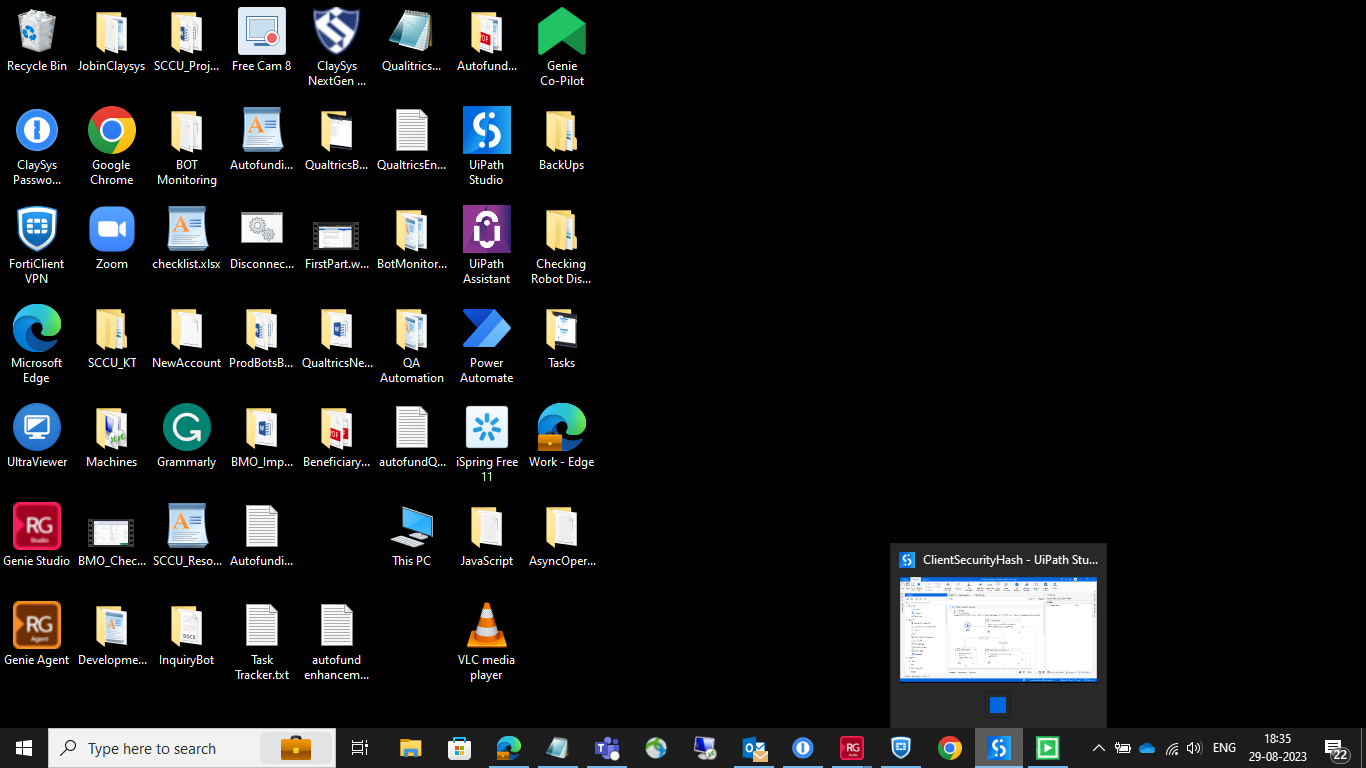 Recycle Bin
JobinClaysys
SCCU_Proj...
Free Cam 8
ClaySys
NextGen ...
Qualitrics...
Autofund...
Genie
Co-Pilot
ClaySys
Passwo...
Google
Chrome
BOT
Monitoring
Autofundi...
QualtricsB...
QualtricsEn...
UiPath
Studio
BackUps
FortiClient
VPN
Zoom
checklist.xlsx
Disconnec...
FirstPart.w...
BotMonitor...
UiPath
Assistant
Checking
Robot Dis...
Microsoft
Edge
SCCU_KT
NewAccount
ProdBotsB...
QualtricsNe...
QA
Automation
Power
Automate
Tasks
UltraViewer
Machines
Grammarly
BMO_Imp...
Beneficiary...
autofundQ...
iSpring Free
11
Work - Edge
RG
Studio
Genie Studio
BMO_Chec...
SCCU_Reso...
Autofundi...
This PC
JavaScript
AsyncOper...
ClientSecurityHash - UiPath Stu...
RG
Agent
Genie Agent
Developme...
DOCX
InquiryBot
Task
Tracker.txt
autofund
enhancem...
VLC media
player
Type here to search
RG
Studio
ENG
18:35
29-08-2023
22